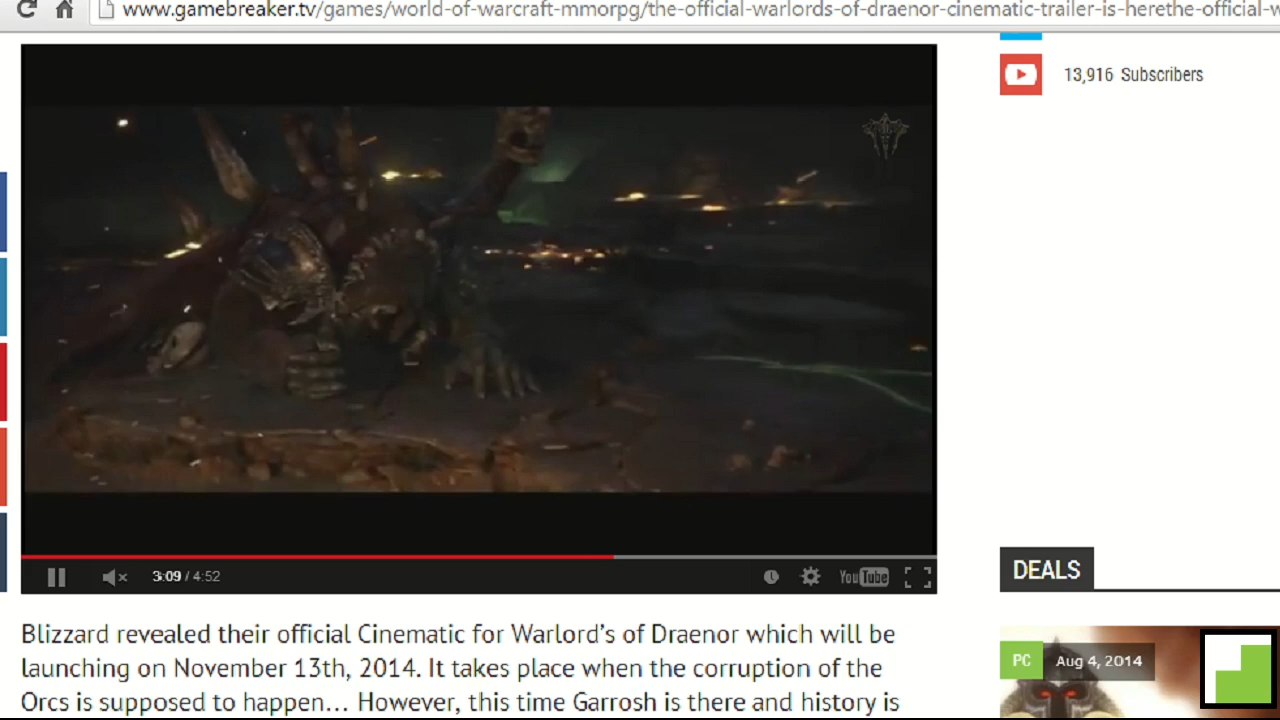 www.gamebreaker.tv/games/world-of-warcraft-mmorpg/the-official-warlords-of-draenor-cinematic-trailer-is-herethe-official-w
13,916 Subscribers
3:09 / 4:52
YouTube
Blizzard revealed their official Cinematic for Warlord's of Draenor which will be
launching on November 13th, 2014. It takes place when the corruption of the
Orcs is supposed to happen... However, this time Garrosh is there and history is
DEALS
PC Aug 4, 2014